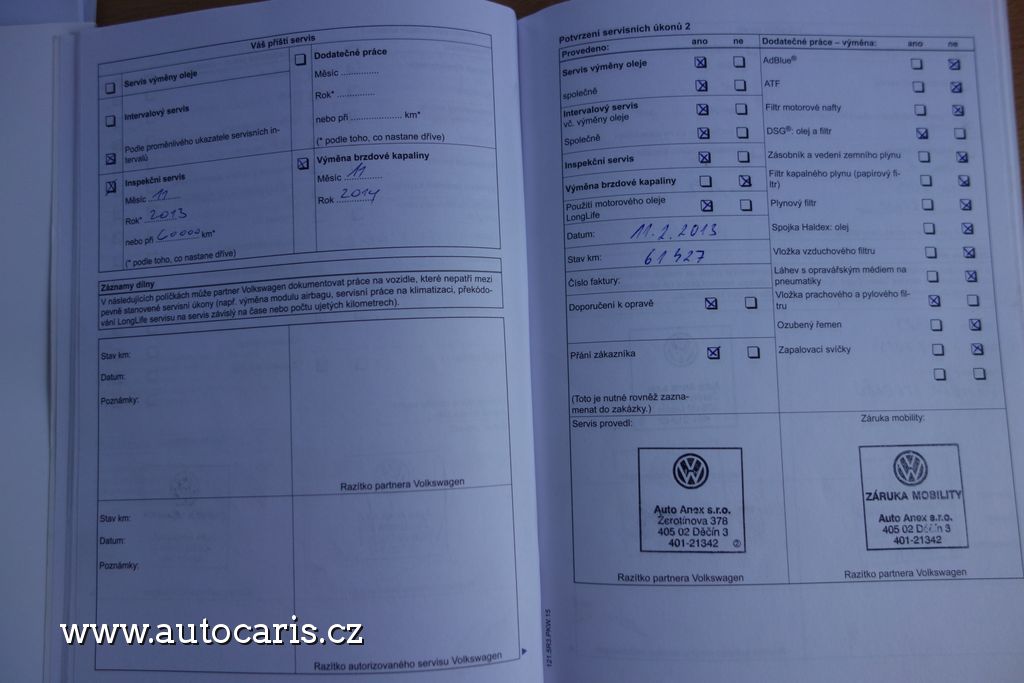 Váš příští servis
Servis výměny oleje
Intervalový servis
Podle proměnlivého ukazatele servisních in-
tervalů
Inspekční servis
Měsíc 11
Rok* 2013
nebo při 60000 km*
(* podle toho, co nastane dříve)
Dodatečné práce
Měsíc ...............
Rok* ...............
nebo při .................... km*
(* podle toho, co nastane dříve)
Výměna brzdové kapaliny
Měsíc 11
Rok 2014
Záznamy dílny
V následujících políčkách může partner Volkswagen dokumentovat práce na vozidle, které nepatří mezi
pevně stanovené servisní úkony (např. výměna modulu airbagu, servisní práce na klimatizaci, překódo-
vání LongLife servisu na servis závislý na čase nebo počtu ujetých kilometrech).
Stav km:
Datum:
Poznámky:
Razítko partnera Volkswagen
Stav km:
Datum:
Poznámky:
Razítko autorizovaného servisu Volkswagen
Potvrzení servisních úkonů 2
Provedeno: ano ne
Servis výměny oleje
společně
Intervalový servis
vč. výměny oleje
Společně
Inspekční servis
Výměna brzdové kapaliny
Použití motorového oleje
LongLife
Datum: 11.2.2013
Stav km: 61527
Číslo faktury:
Doporučení k opravě
Přání zákazníka
(Toto je nutné rovněž zazna-
menat do zakázky.)
Dodatečné práce – výměna: ano ne
AdBlue®
ATF
Filtr motorové nafty
DSG®: olej a filtr
Zásobník a vedení zemního plynu
Filtr kapalného plynu (papírový fi-
ltr)
Plynový filtr
Spojka Haldex: olej
Vložka vzduchového filtru
Láhev s opravářským médiem na
pneumatiky
Vložka prachového a pylového fil-
tru
Ozubený řemen
Zapalovací svíčky
Servis provedl:
Auto Anex s.r.o.
Žerotínova 378
405 02 Děčín 3
401-21342 2
Razítko partnera Volkswagen
Záruka mobility:
ZÁRUKA MOBILITY
Auto Anex s.r.o.
405 02 Děčín 3
401-21342
Razítko partnera Volkswagen
121.5R3.PKW.15
www.autocaris.cz